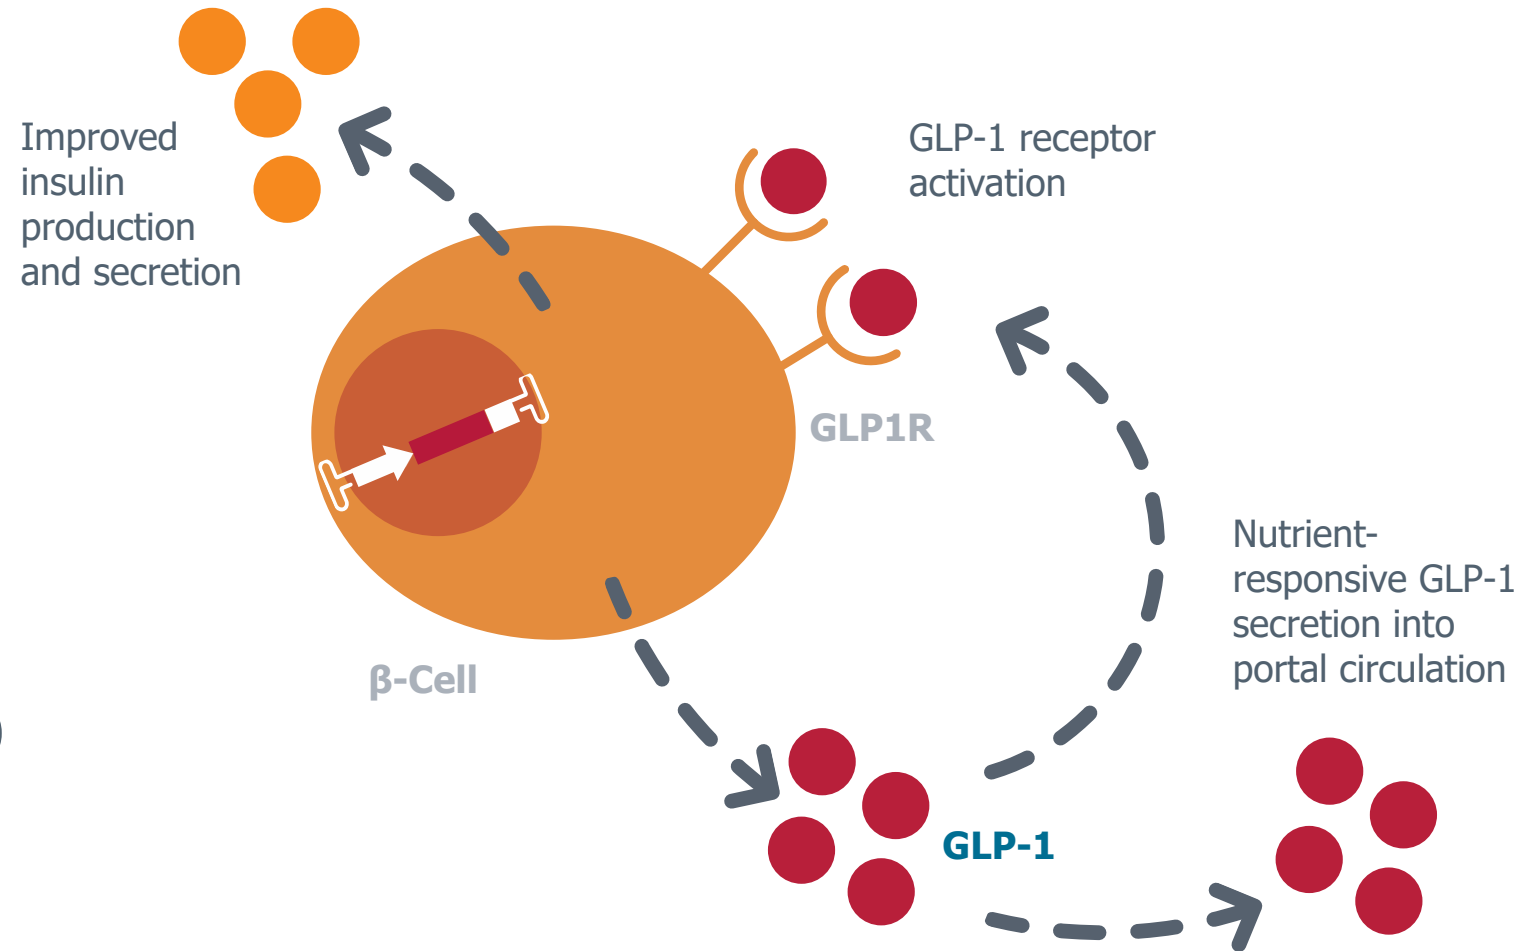 Improved
insulin
production
and secretion
GLP-1 receptor
activation
GLP1R
Nutrient-
responsive GLP-1
secretion into
portal circulation
β-Cell
GLP-1